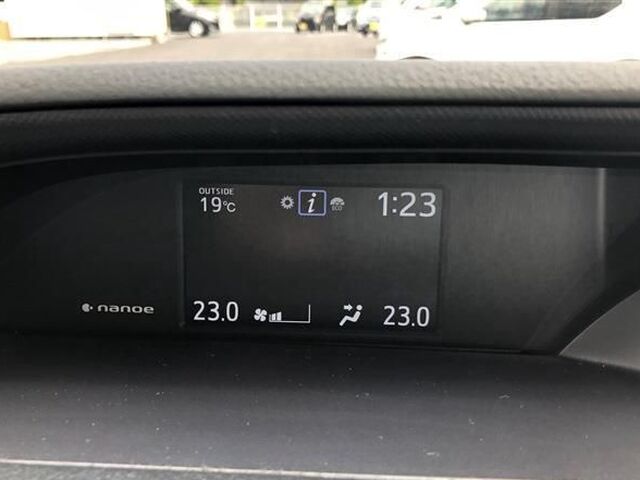 OUTSIDE
19°C
i
ECO
1:23
nanoe
23.0
23.0